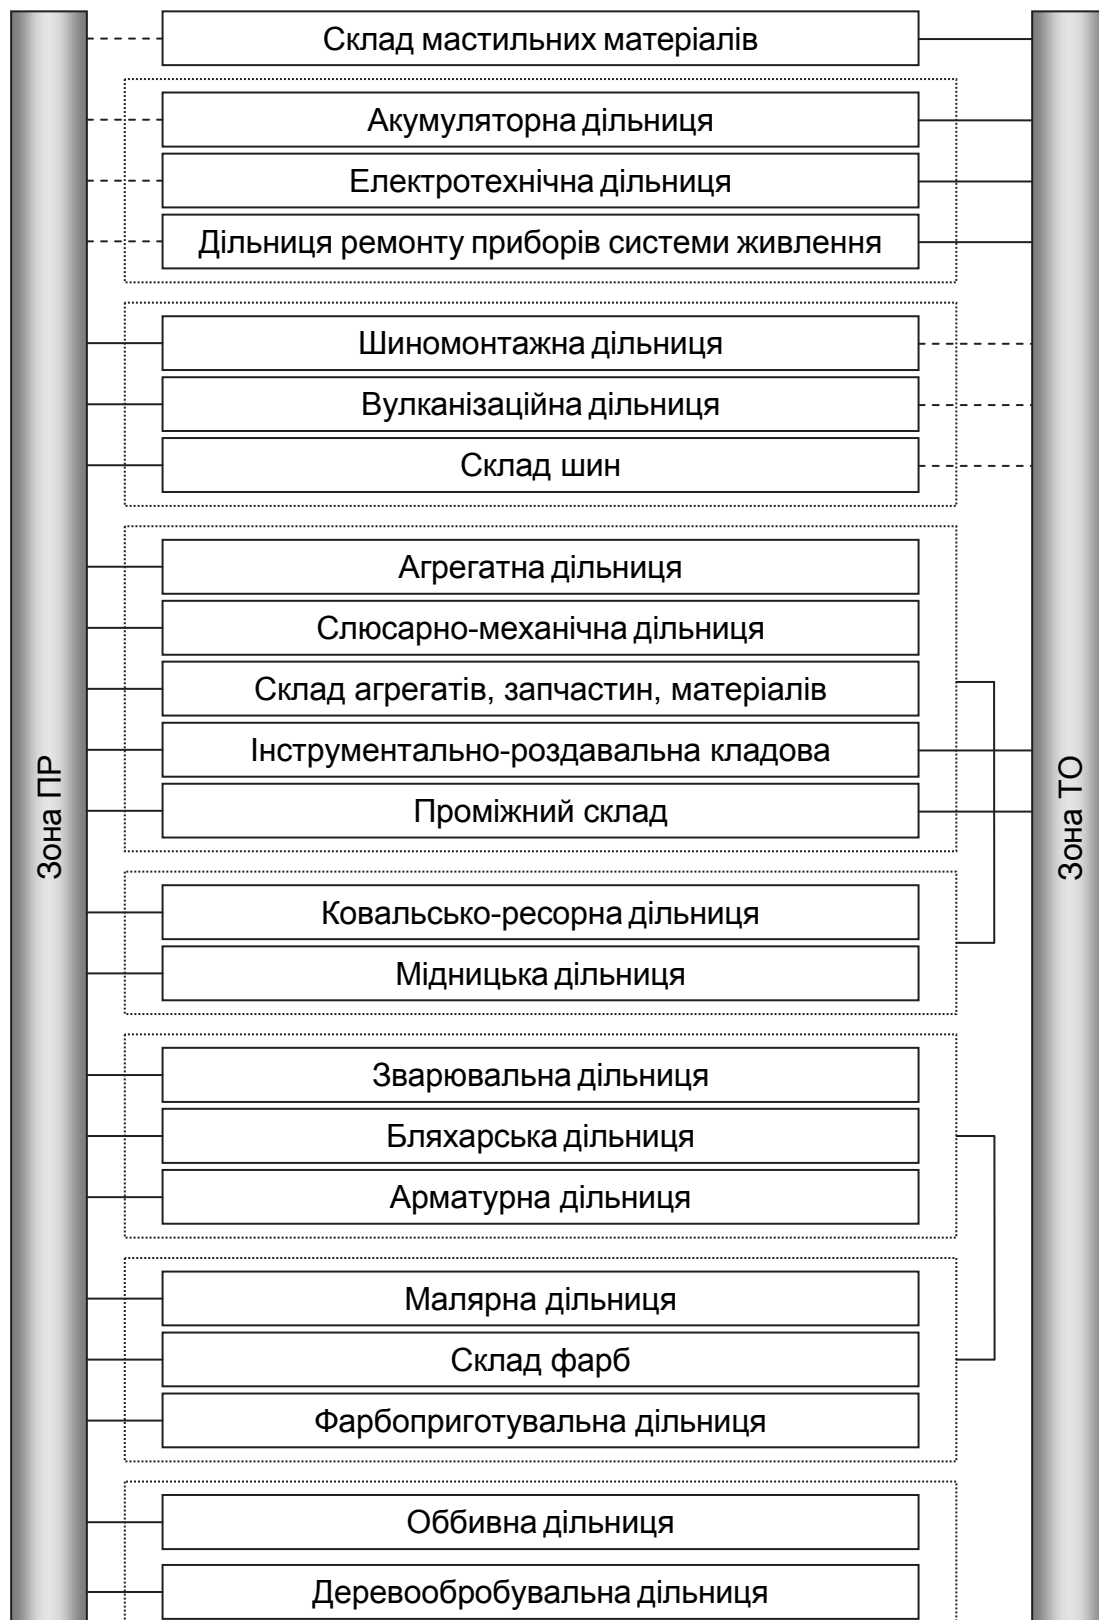 Склад мастильних матеріалів
Акумуляторна дільниця
Електротехнічна дільниця
Дільниця ремонту приборів системи живлення
Шиномонтажна дільниця
Вулканізаційна дільниця
Склад шин
Агрегатна дільниця
Слюсарно-механічна дільниця
Склад агрегатів, запчастин, матеріалів
Інструментально-роздавальна кладова
Проміжний склад
Зона ПР
Зона ТО
Ковальсько-ресорна дільниця
Мідницька дільниця
Зварювальна дільниця
Бляхарська дільниця
Арматурна дільниця
Малярна дільниця
Склад фарб
Фарбоприготувальна дільниця
Оббивна дільниця
Деревообробувальна дільниця